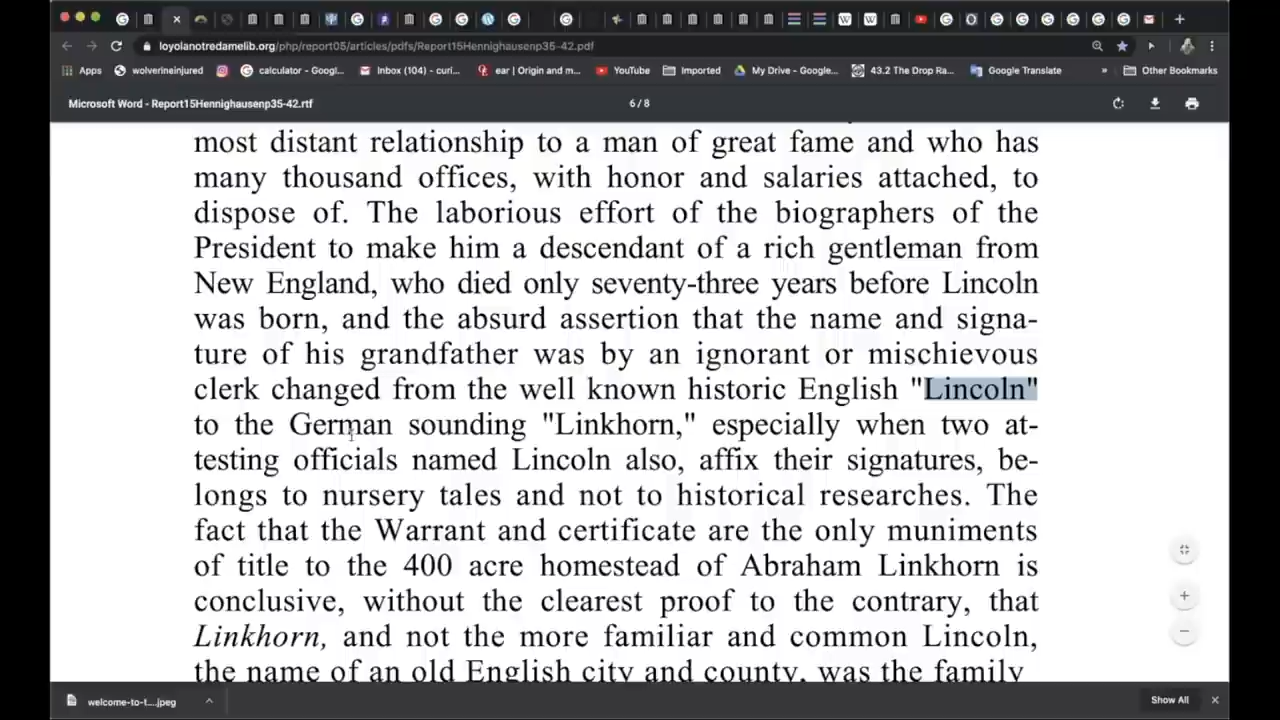 loyolanotredamelib.org/php/report05/articles/pdfs/Report15Hennighausenp35-42.pdf
Apps wolverineinjured calculator - Googl... Inbox (104) - curi... ear | Origin and m... YouTube Imported My Drive - Google... 43.2 The Drop Ra... Google Translate » Other Bookmarks
Microsoft Word - Report15Hennighausenp35-42.rtf 6 / 8
most distant relationship to a man of great fame and who has
many thousand offices, with honor and salaries attached, to
dispose of. The laborious effort of the biographers of the
President to make him a descendant of a rich gentleman from
New England, who died only seventy-three years before Lincoln
was born, and the absurd assertion that the name and signa-
ture of his grandfather was by an ignorant or mischievous
clerk changed from the well known historic English "Lincoln"
to the German sounding "Linkhorn," especially when two at-
testing officials named Lincoln also, affix their signatures, be-
longs to nursery tales and not to historical researches. The
fact that the Warrant and certificate are the only muniments
of title to the 400 acre homestead of Abraham Linkhorn is
conclusive, without the clearest proof to the contrary, that
Linkhorn, and not the more familiar and common Lincoln,
the name of an old English city and county, was the family
welcome-to-t....jpeg Show All